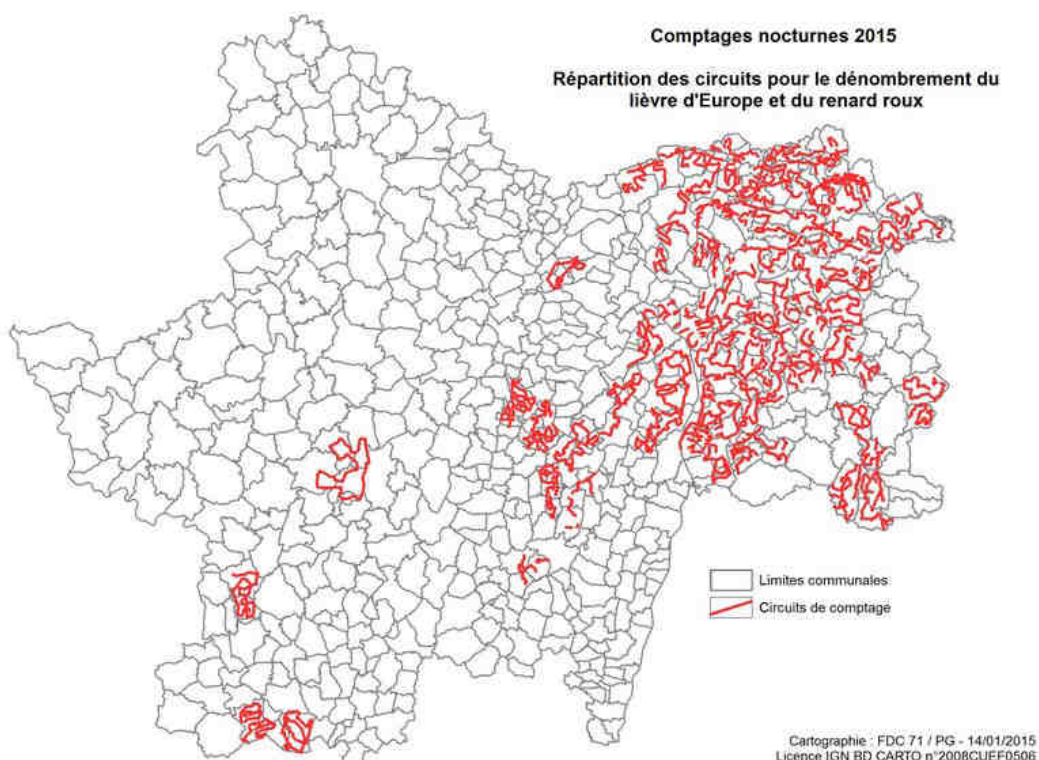 Comptages nocturnes 2015
Répartition des circuits pour le dénombrement du
lièvre d'Europe et du renard roux
Limites communales
Circuits de comptage
Cartographie : FDC 71 / PG - 14/01/2015
Licence IGN BD CARTO n°2008CUEF0506